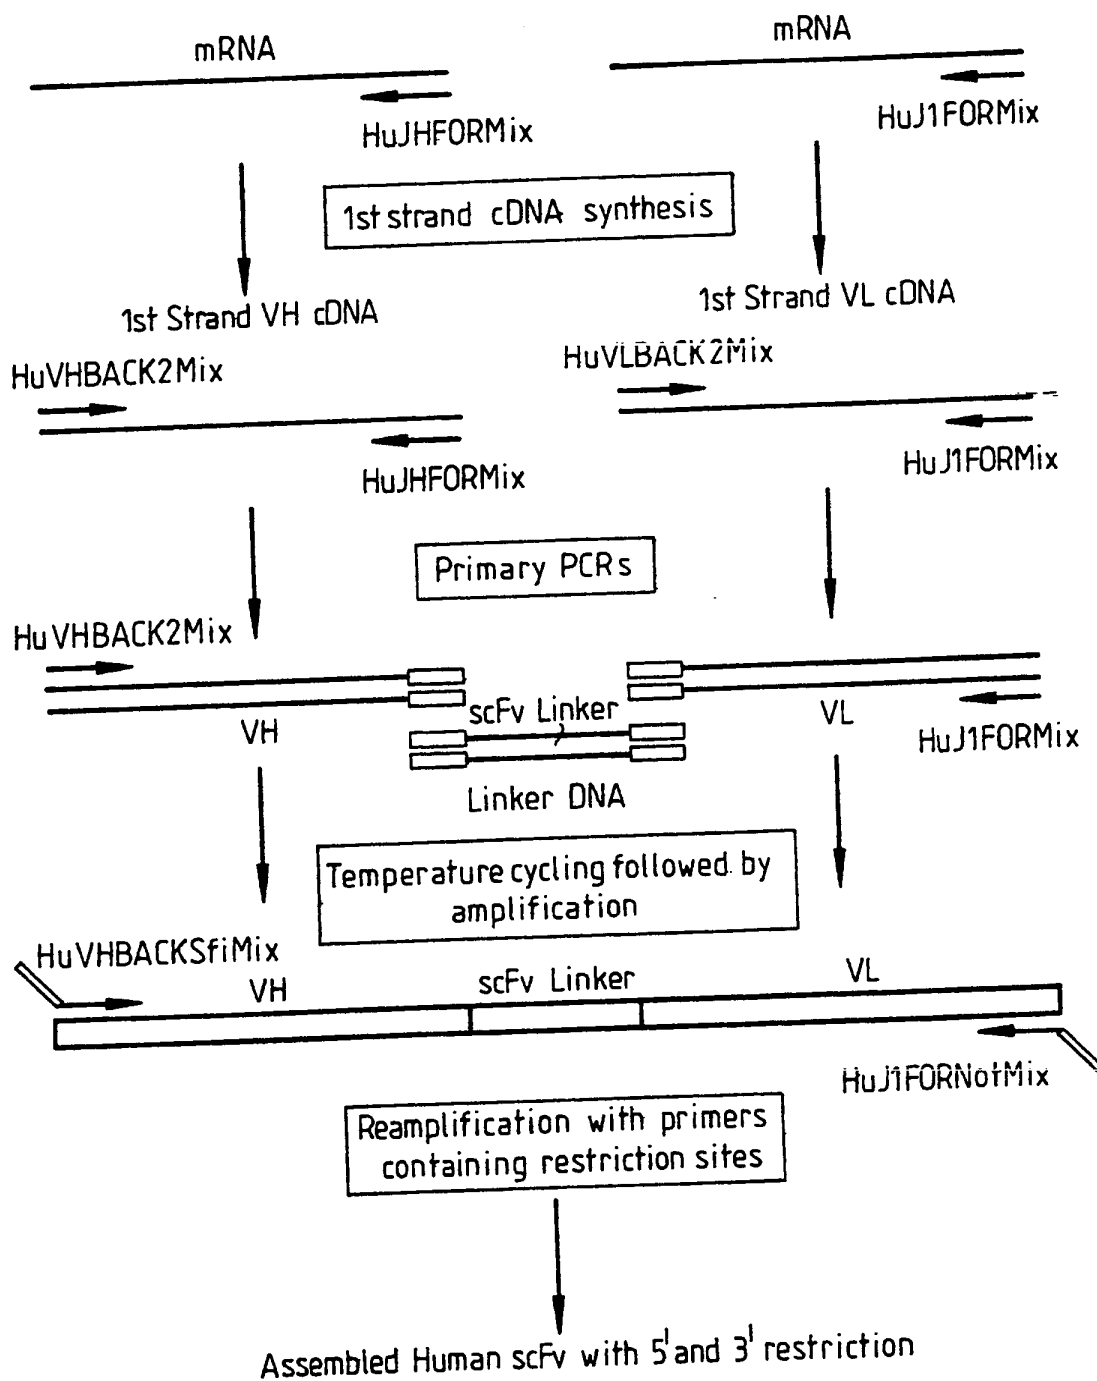 mRNA
mRNA
HuJHFORMix
HuJ1FORMix
1st strand cDNA synthesis
1st Strand VH cDNA
1st Strand VL cDNA
HuVHBACK2Mix
HuVLBACK2Mix
HuJHFORMix
HuJ1FORMix
Primary PCRs
HuVHBACK2Mix
VH
scFv Linker
VL
HuJ1FORMix
Linker DNA
Temperature cycling followed by
amplification
HuVHBACKSfiMix
VH
scFv Linker
VL
HuJ1FORNotMix
Reamplification with primers
containing restriction sites
Assembled Human scFv with 5' and 3' restriction